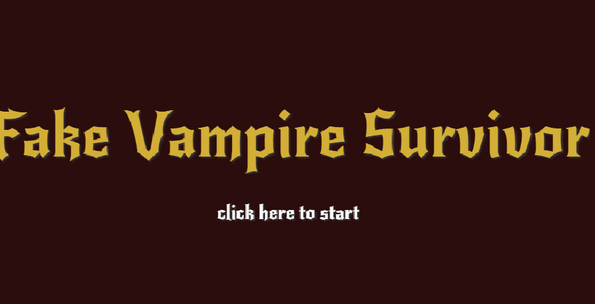 Fake Vampire Survivor
click here to start